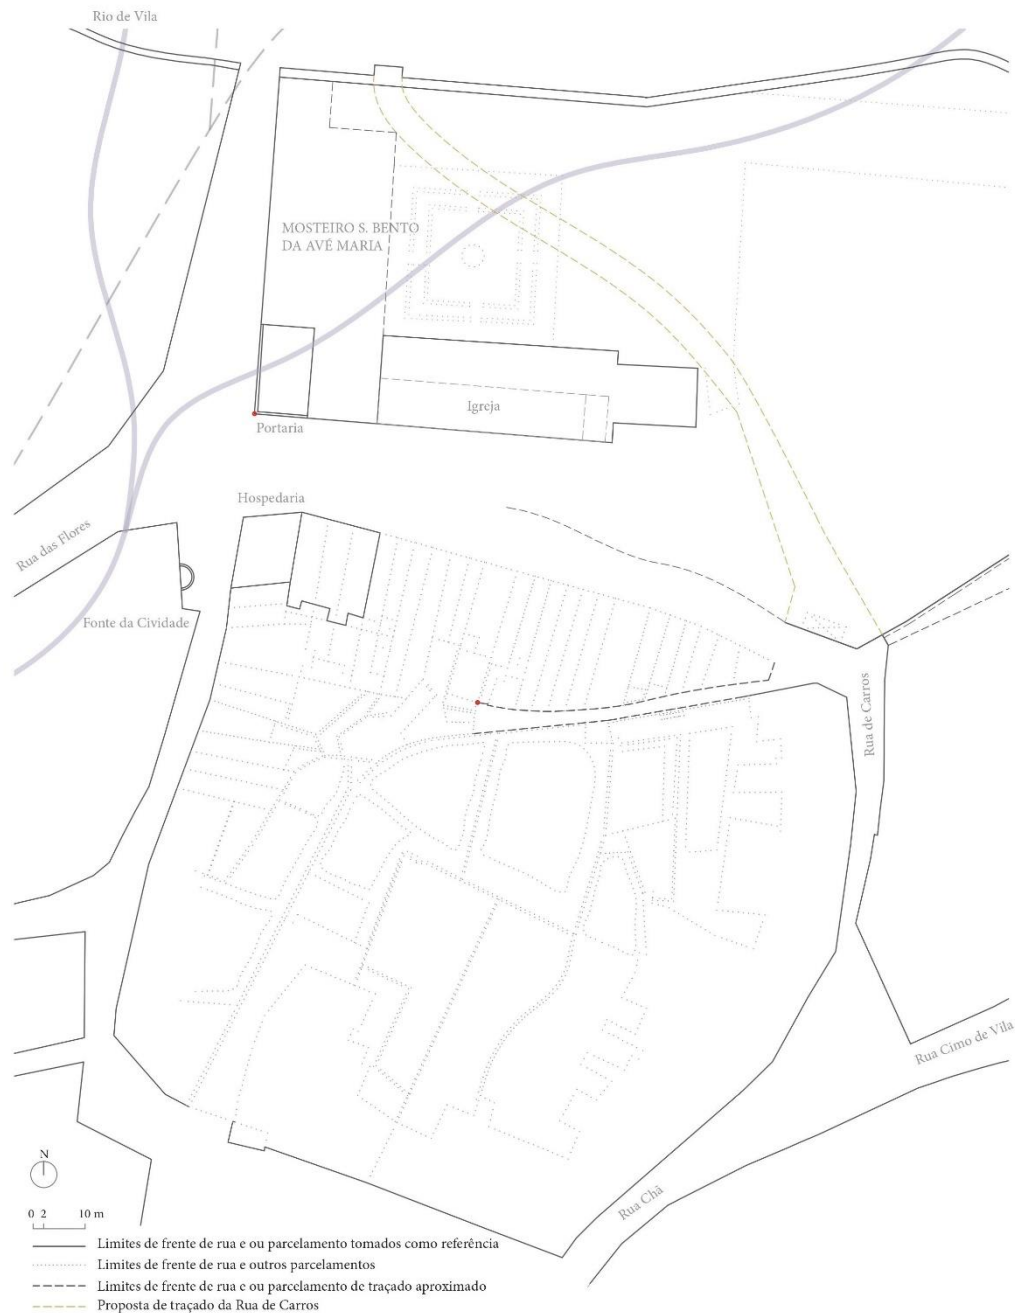 Rio de Vila
MOSTEIRO S. BENTO
DA AVÉ MARIA
Igreja
Portaria
Hospedaria
Rua das Flores
Fonte da Cividade
Rua de Carros
Rua Cimo de Vila
Rua Chã
N
0 2 10 m
Limites de frente de rua e ou parcelamento tomados como referência
Limites de frente de rua e outros parcelamentos
Limites de frente de rua e ou parcelamento de traçado aproximado
Proposta de traçado da Rua de Carros